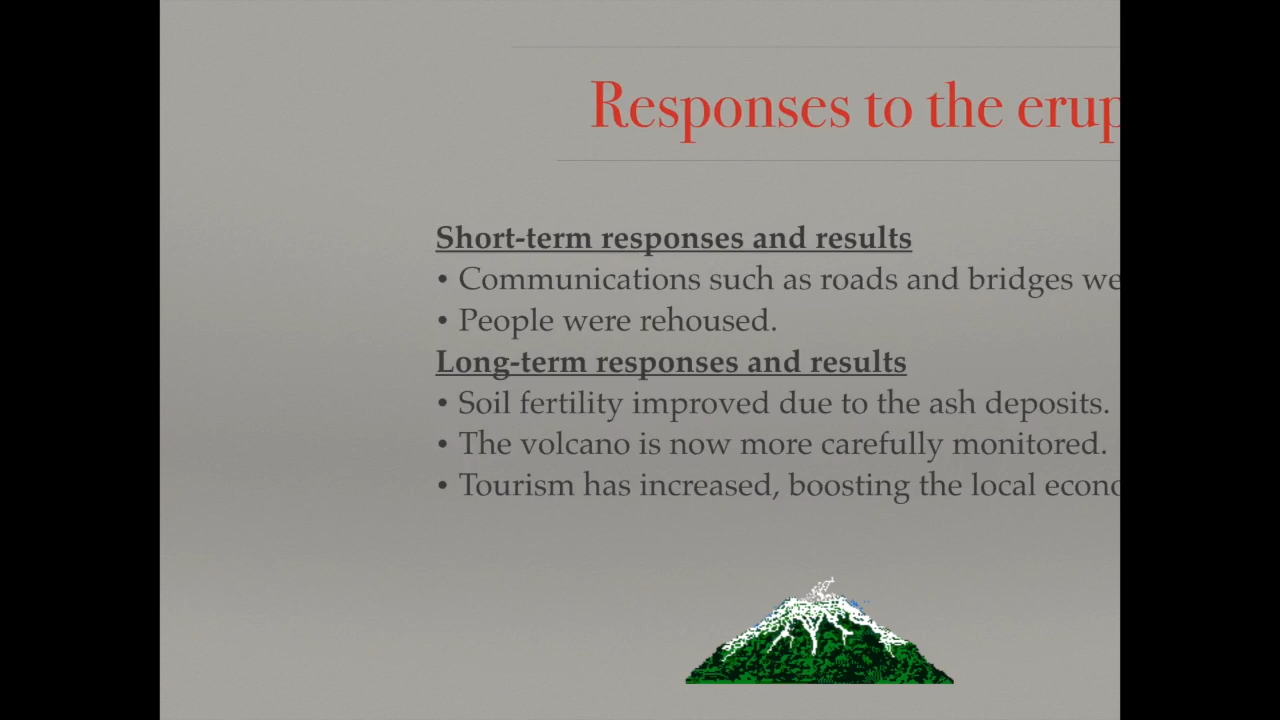 Responses to the erup
Short-term responses and results
• Communications such as roads and bridges we
• People were rehoused.
Long-term responses and results
• Soil fertility improved due to the ash deposits.
• The volcano is now more carefully monitored.
• Tourism has increased, boosting the local econo